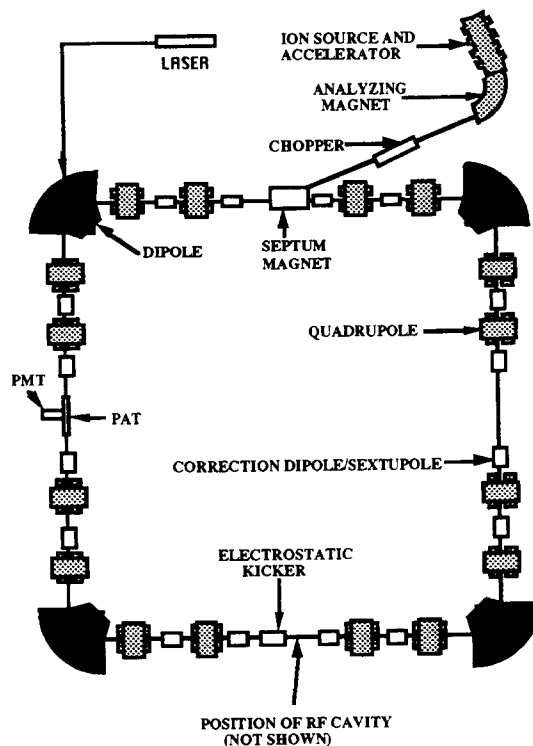 ION SOURCE AND
ACCELERATOR
LASER
ANALYZING
MAGNET
CHOPPER
DIPOLE
SEPTUM
MAGNET
QUADRUPOLE
PMT
PAT
CORRECTION DIPOLE/SEXTUPOLE
ELECTROSTATIC
KICKER
POSITION OF RF CAVITY
(NOT SHOWN)